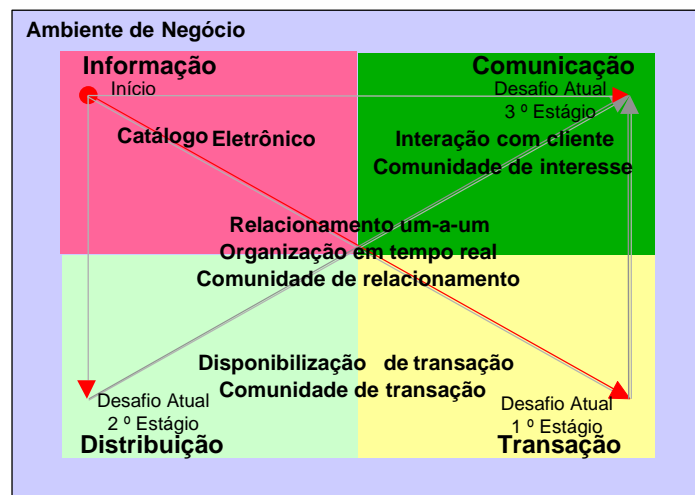 Ambiente de Negócio
Informação
Início
Catálogo Eletrônico
Comunicação
Desafio Atual
3 º Estágio
Interação com cliente
Comunidade de interesse
Relacionamento um-a-um
Organização em tempo real
Comunidade de relacionamento
Disponibilização de transação
Comunidade de transação
Desafio Atual
2 º Estágio
Distribuição
Desafio Atual
1 º Estágio
Transação